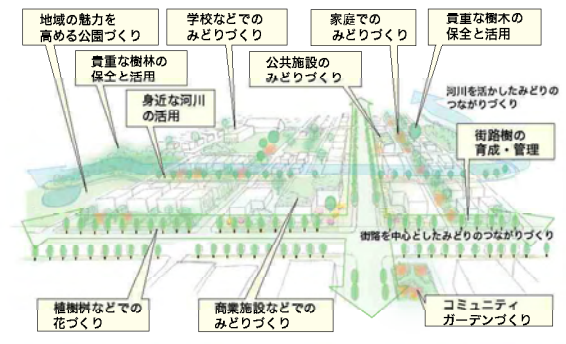 地域の魅力を
高める公園づくり
学校などでの
みどりづくり
家庭での
みどりづくり
貴重な樹木の
保全と活用
貴重な樹林の
保全と活用
公共施設の
みどりづくり
身近な河川
の活用
河川を活かしたみどりの
つながりづくり
街路樹の
育成・管理
街路を中心としたみどりのつながりづくり
植樹桝などでの
花づくり
商業施設などでの
みどりづくり
コミュニティ
ガーデンづくり